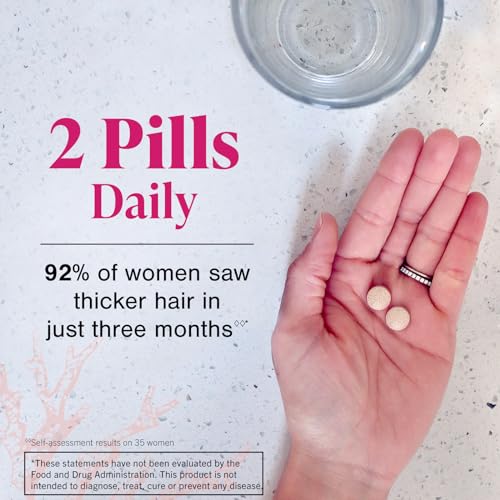 2 Pills
Daily
92% of women saw
thicker hair in
just three months◊◊*
◊◊Self-assessment results on 35 women
*These statements have not been evaluated by the
Food and Drug Administration. This product is not
intended to diagnose, treat, cure or prevent any disease.